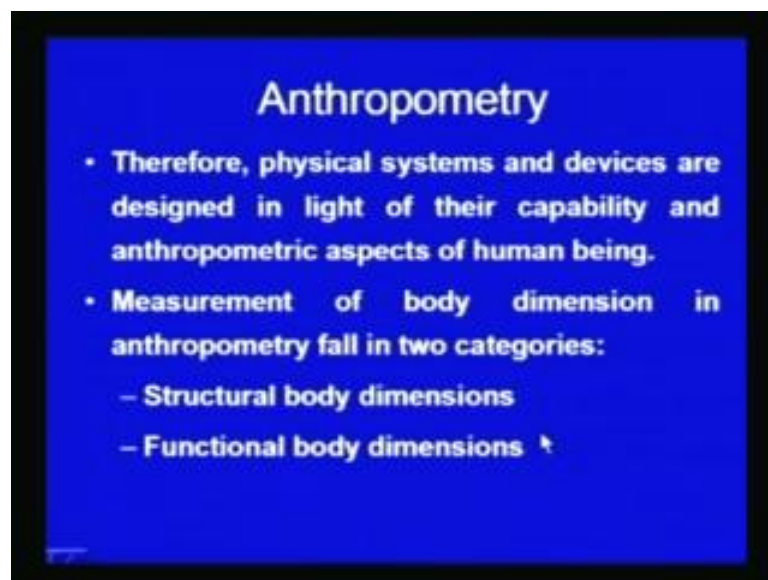 Anthropometry
• Therefore, physical systems and devices are
designed in light of their capability and
anthropometric aspects of human being.
• Measurement of body dimension in
anthropometry fall in two categories:
– Structural body dimensions
– Functional body dimensions